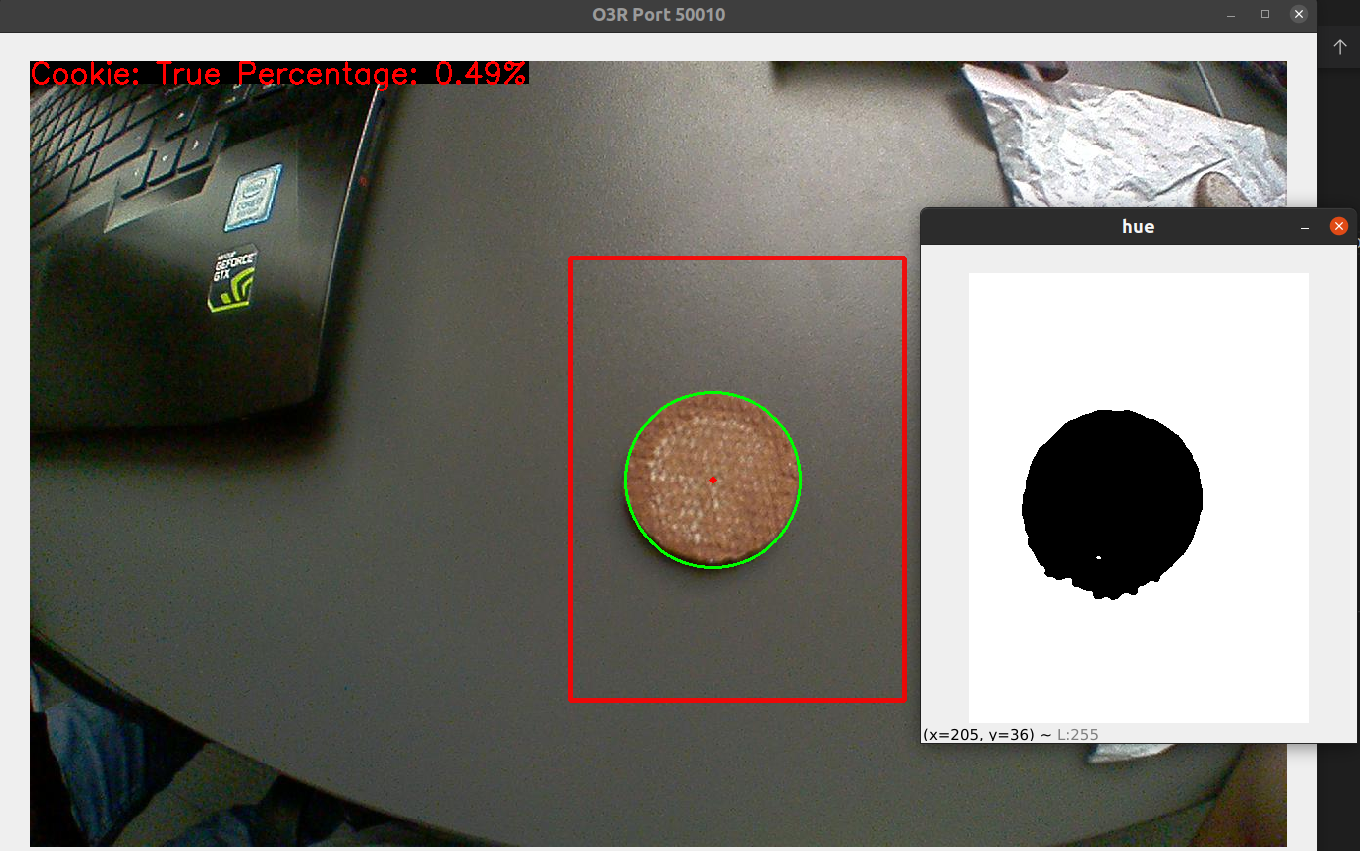 O3R Port 50010
Cookie: True Percentage: 0.49%
GEFORCE
GTX
hue
(x=205, y=36) ~ L:255